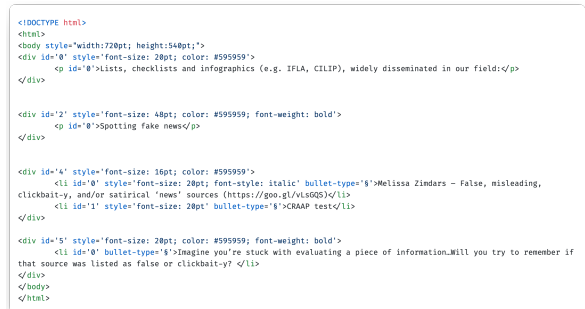 <!DOCTYPE html>
<html>
<body style="width:720pt; height:540pt;">
<div id='0' style='font-size: 20pt; color: #595959'>
<p id='0'>Lists, checklists and infographics (e.g. IFLA, CILIP), widely disseminated in our field:</p>
</div>
<div id='2' style='font-size: 48pt; color: #595959; font-weight: bold'>
<p id='0'>Spotting fake news</p>
</div>
<div id='4' style='font-size: 16pt; color: #595959'>
<li id='0' style='font-size: 20pt; font-style: italic' bullet-type='§'>Melissa Zimdars – False, misleading,
clickbait-y, and/or satirical ‘news’ sources (https://goo.gl/vLsGQS)</li>
<li id='1' style='font-size: 20pt' bullet-type='§'>CRAAP test</li>
</div>
<div id='5' style='font-size: 20pt; color: #595959; font-weight: bold'>
<li id='0' bullet-type='§'>Imagine you’re stuck with evaluating a piece of information…Will you try to remember if
that source was listed as false or clickbait-y? </li>
</div>
</body>
</html>